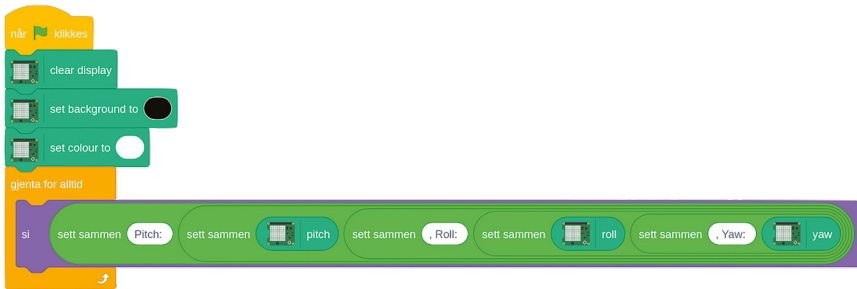 når klikkes
clear display
set background to
set colour to
gjenta for alltid
si sett sammen Pitch: sett sammen pitch sett sammen , Roll: sett sammen roll sett sammen , Yaw: yaw